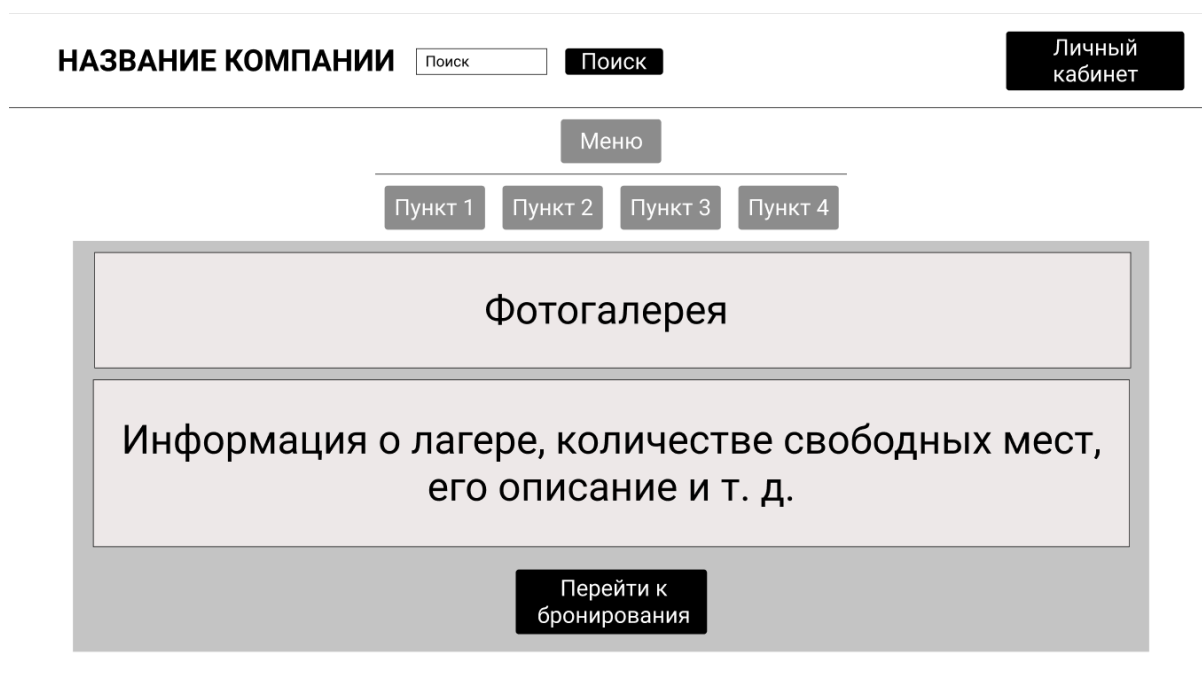 НАЗВАНИЕ КОМПАНИИ Поиск Поиск
Личный
кабинет
Меню
Пункт 1 Пункт 2 Пункт 3 Пункт 4
Фотогалерея
Информация о лагере, количестве свободных мест,
его описание и т. д.
Перейти к
бронирования